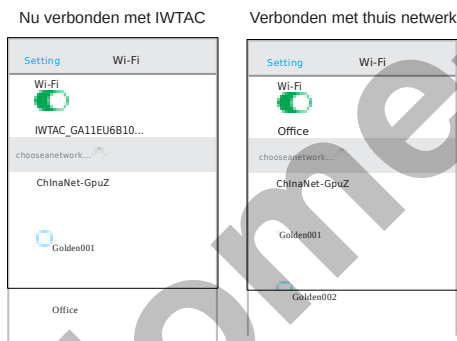 Nu verbonden met IWTAC
Setting Wi-Fi
Wi-Fi
IWTAC_GA11EU6B10...
chooseanetwork...
ChInaNet-GpuZ
Golden001
Office
Verbonden met thuis netwerk
Setting Wi-Fi
Wi-Fi
Office
chooseanetwork...
ChInaNet-GpuZ
Golden001
Golden002